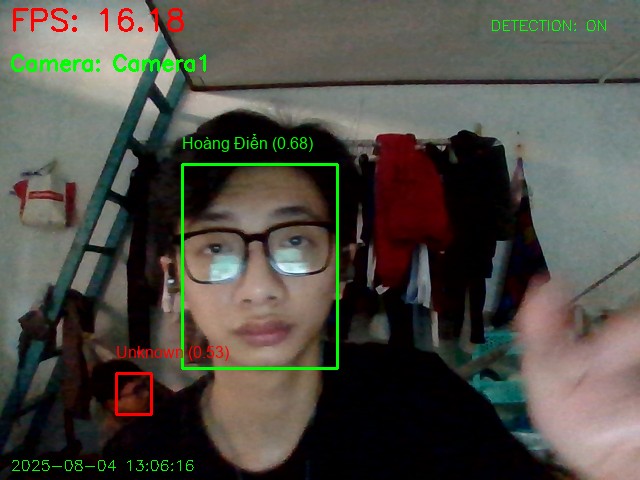 FPS: 16.18
DETECTION: ON
Camera: Camera1
Hoàng Điển (0.68)
Unknown (0.53)
2025-08-04 13:06:16